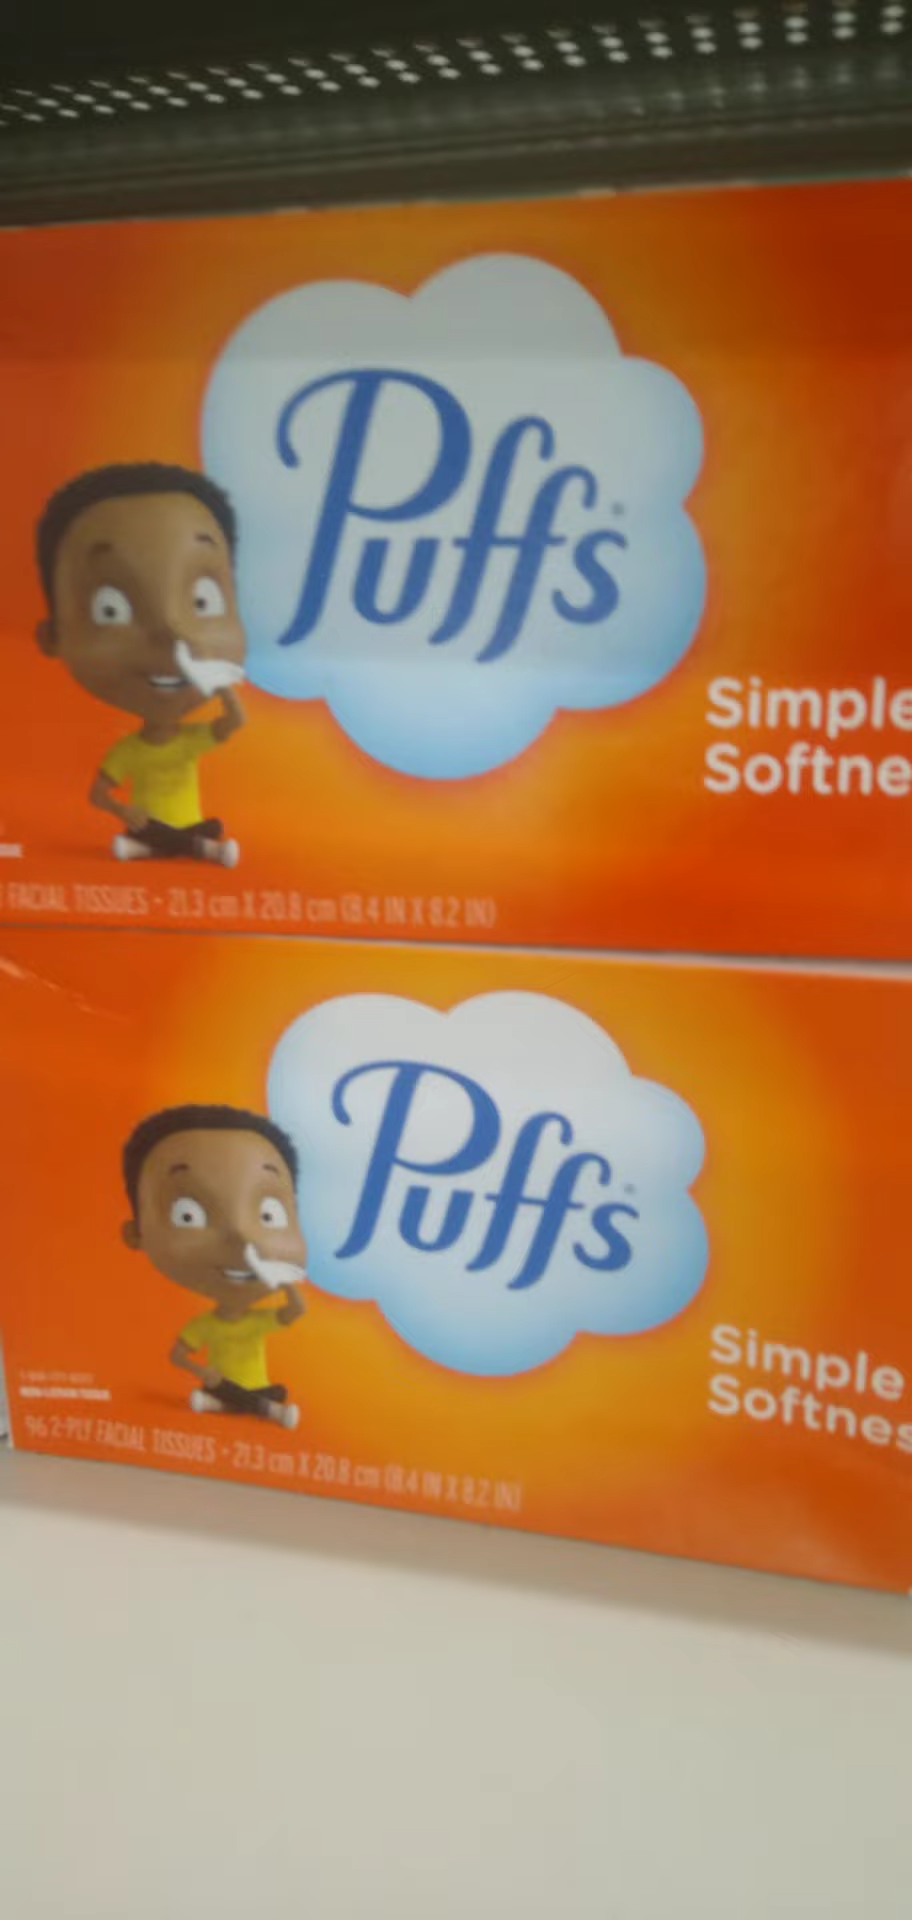 Puffs
Simple
Softne
FACIAL TISSUES • 21.3 cm X 20.8 cm (8.4 IN X 8.2 IN)
Puffs
Simple
Softnes
96 2-PLY FACIAL TISSUES • 21.3 cm X 20.8 cm (8.4 IN X 8.2 IN)